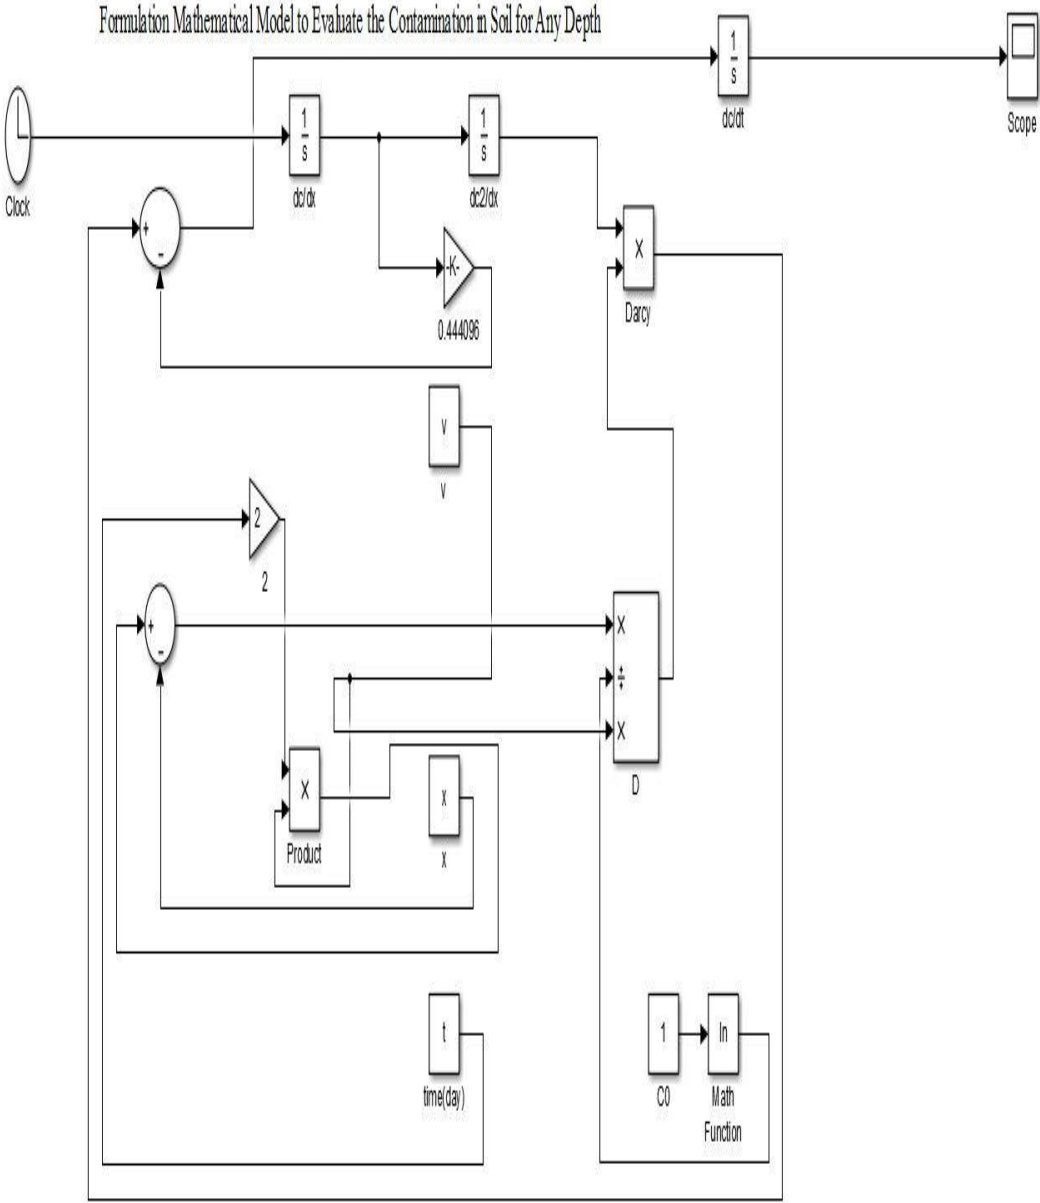 Formulation Mathematical Model to Evaluate the Contamination in Soil for Any Depth
1
s
dc/dt
Scope
Clock
1
s
dc/dx
1
s
dc2/dx
+
-
-K-
0.444096
×
Darcy
v
v
2
2
+
-
×
÷
×
D
×
Product
x
x
t
time(day)
1
C0
ln
Math
Function